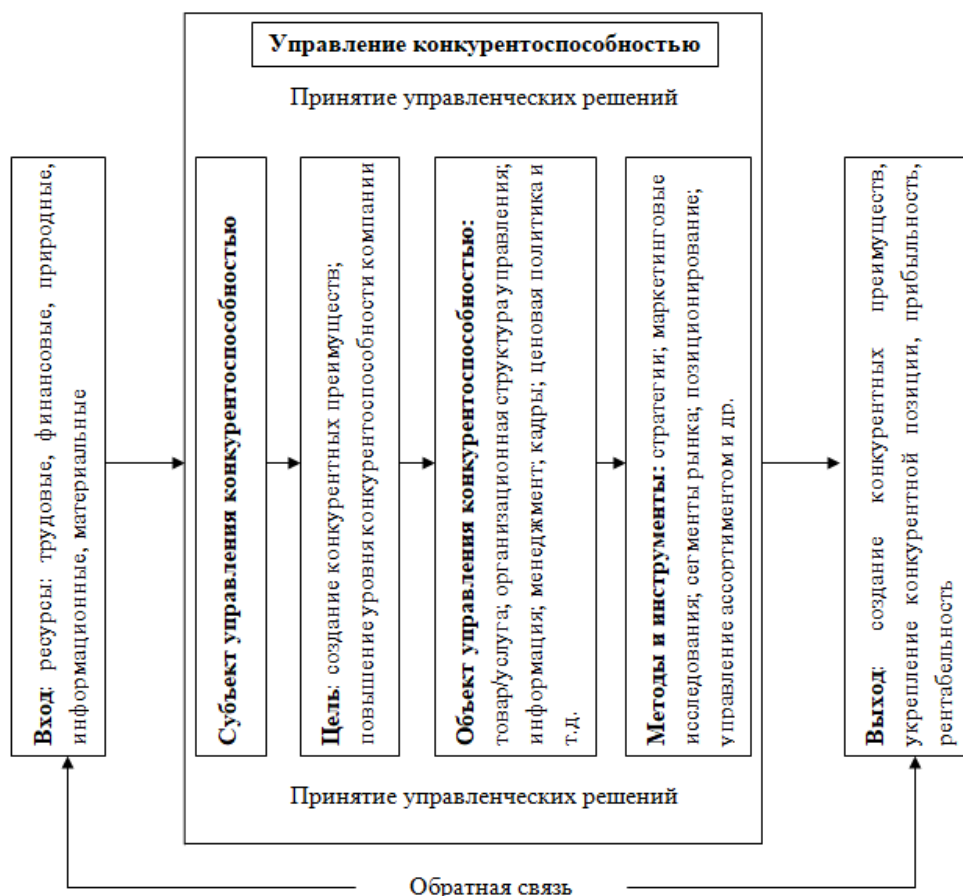 Управление конкурентоспособностью
Принятие управленческих решений
Вход: ресурсы: трудовые, финансовые, природные,
информационные, материальные
Субъект управления конкурентоспособностью
Цель: создание конкурентных преимуществ;
повышение уровня конкурентоспособности компании
Объект управления конкурентоспособностью:
товар/услуга; организационная структура управления;
информация; менеджмент; кадры; ценовая политика и
т.д.
Методы и инструменты: стратегии; маркетинговые
исследования; сегменты рынка; позиционирование;
управление ассортиментом и др.
Выход: создание конкурентных преимуществ,
укрепление конкурентной позиции, прибыльность,
рентабельность
Принятие управленческих решений
Обратная связь